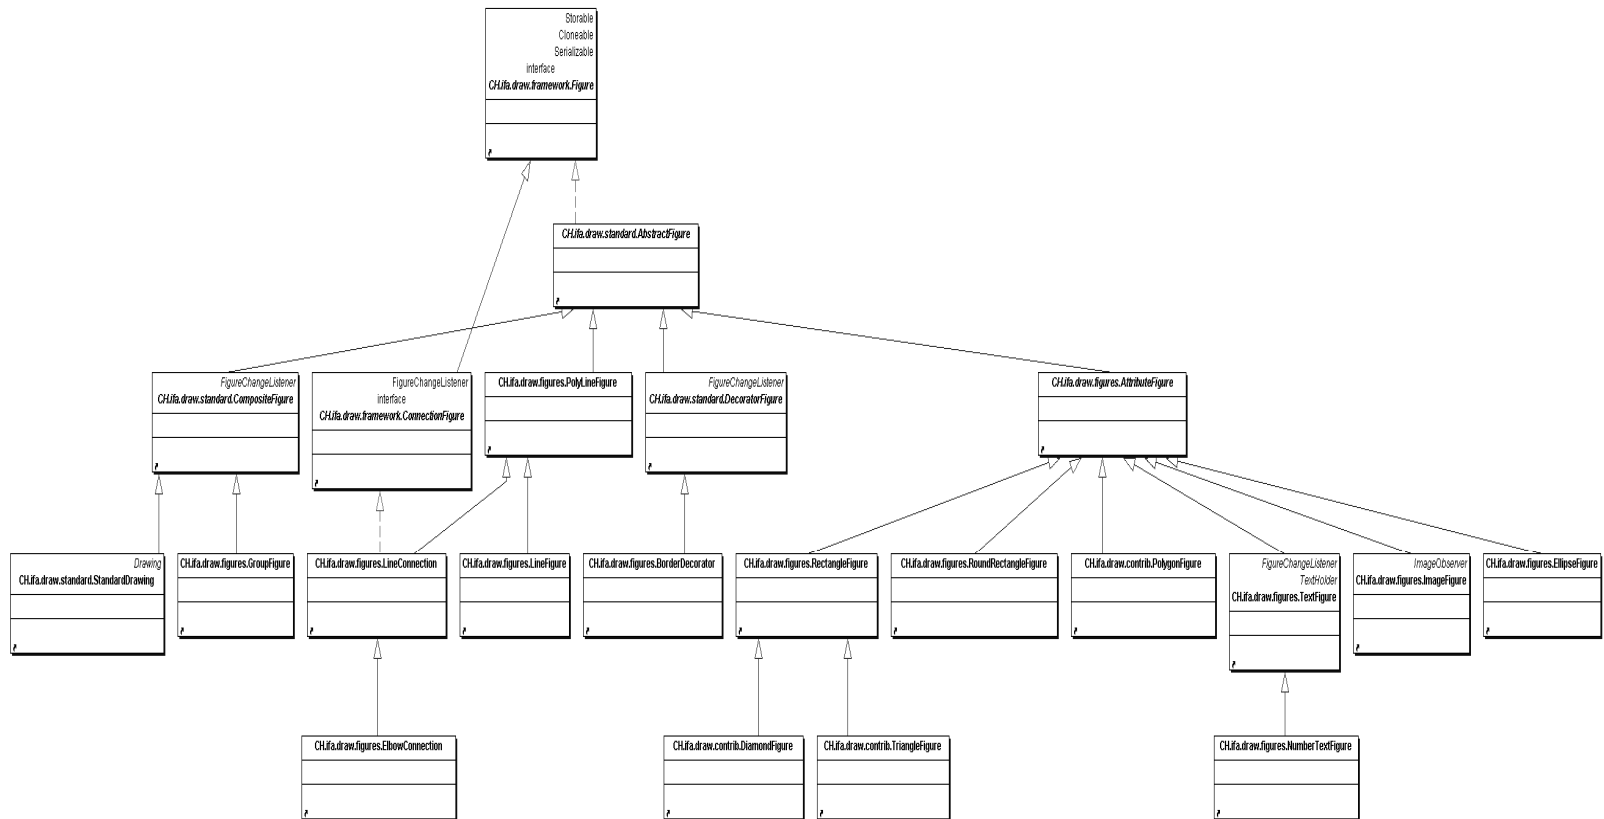 Storable
Cloneable
Serializable
interface
CH.ifa.draw.framework.Figure
CH.ifa.draw.standard.AbstractFigure
FigureChangeListener
CH.ifa.draw.standard.CompositeFigure
FigureChangeListener
interface
CH.ifa.draw.framework.ConnectionFigure
CH.ifa.draw.figures.PolyLineFigure
FigureChangeListener
CH.ifa.draw.standard.DecoratorFigure
CH.ifa.draw.figures.AttributeFigure
Drawing
CH.ifa.draw.standard.StandardDrawing
CH.ifa.draw.figures.GroupFigure
CH.ifa.draw.figures.LineConnection
CH.ifa.draw.figures.LineFigure
CH.ifa.draw.figures.BorderDecorator
CH.ifa.draw.figures.RectangleFigure
CH.ifa.draw.figures.RoundRectangleFigure
CH.ifa.draw.contrib.PolygonFigure
FigureChangeListener
TextHolder
CH.ifa.draw.figures.TextFigure
ImageObserver
CH.ifa.draw.figures.ImageFigure
CH.ifa.draw.figures.EllipseFigure
CH.ifa.draw.figures.ElbowConnection
CH.ifa.draw.contrib.DiamondFigure
CH.ifa.draw.contrib.TriangleFigure
CH.ifa.draw.figures.NumberTextFigure